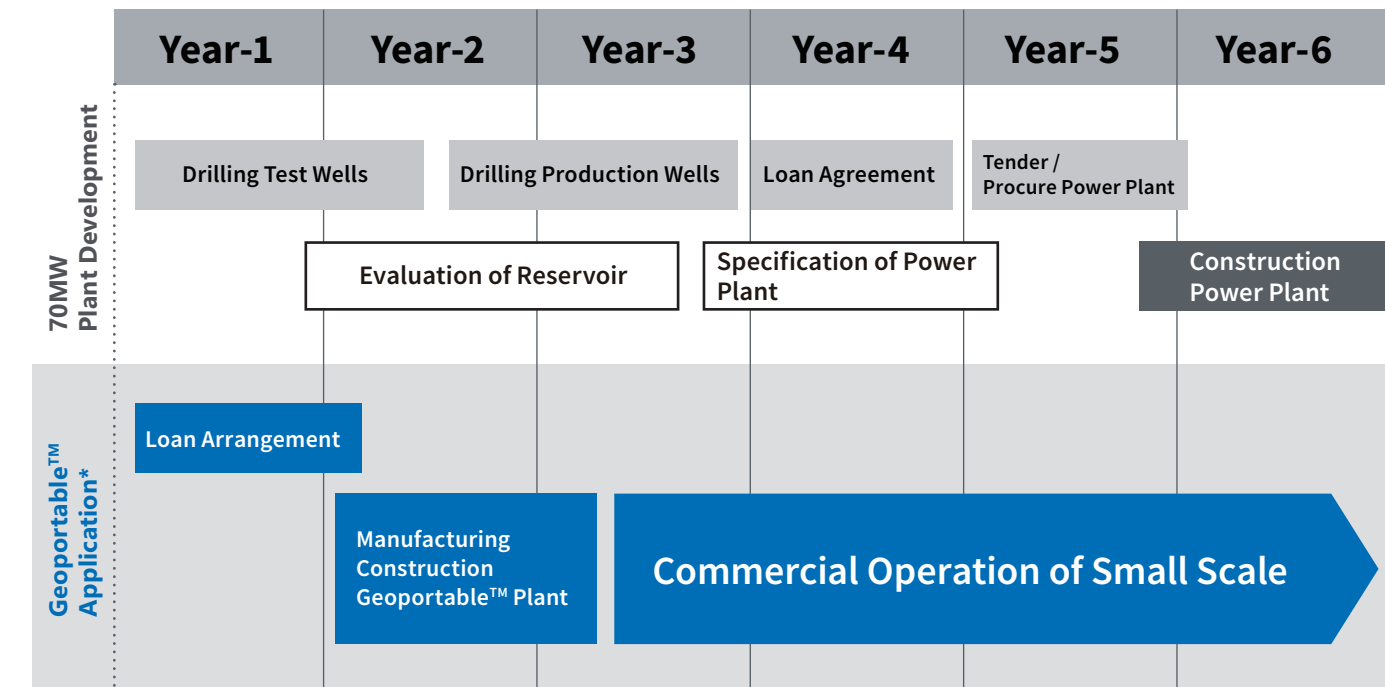 Year-1
Year-2
Year-3
Year-4
Year-5
Year-6
70MW
Plant Development
Drilling Test Wells
Drilling Production Wells
Loan Agreement
Tender /
Procure Power Plant
Evaluation of Reservoir
Specification of Power
Plant
Construction
Power Plant
Geoportable™
Application*
Loan Arrangement
Manufacturing
Construction
Geoportable™ Plant
Commercial Operation of Small Scale